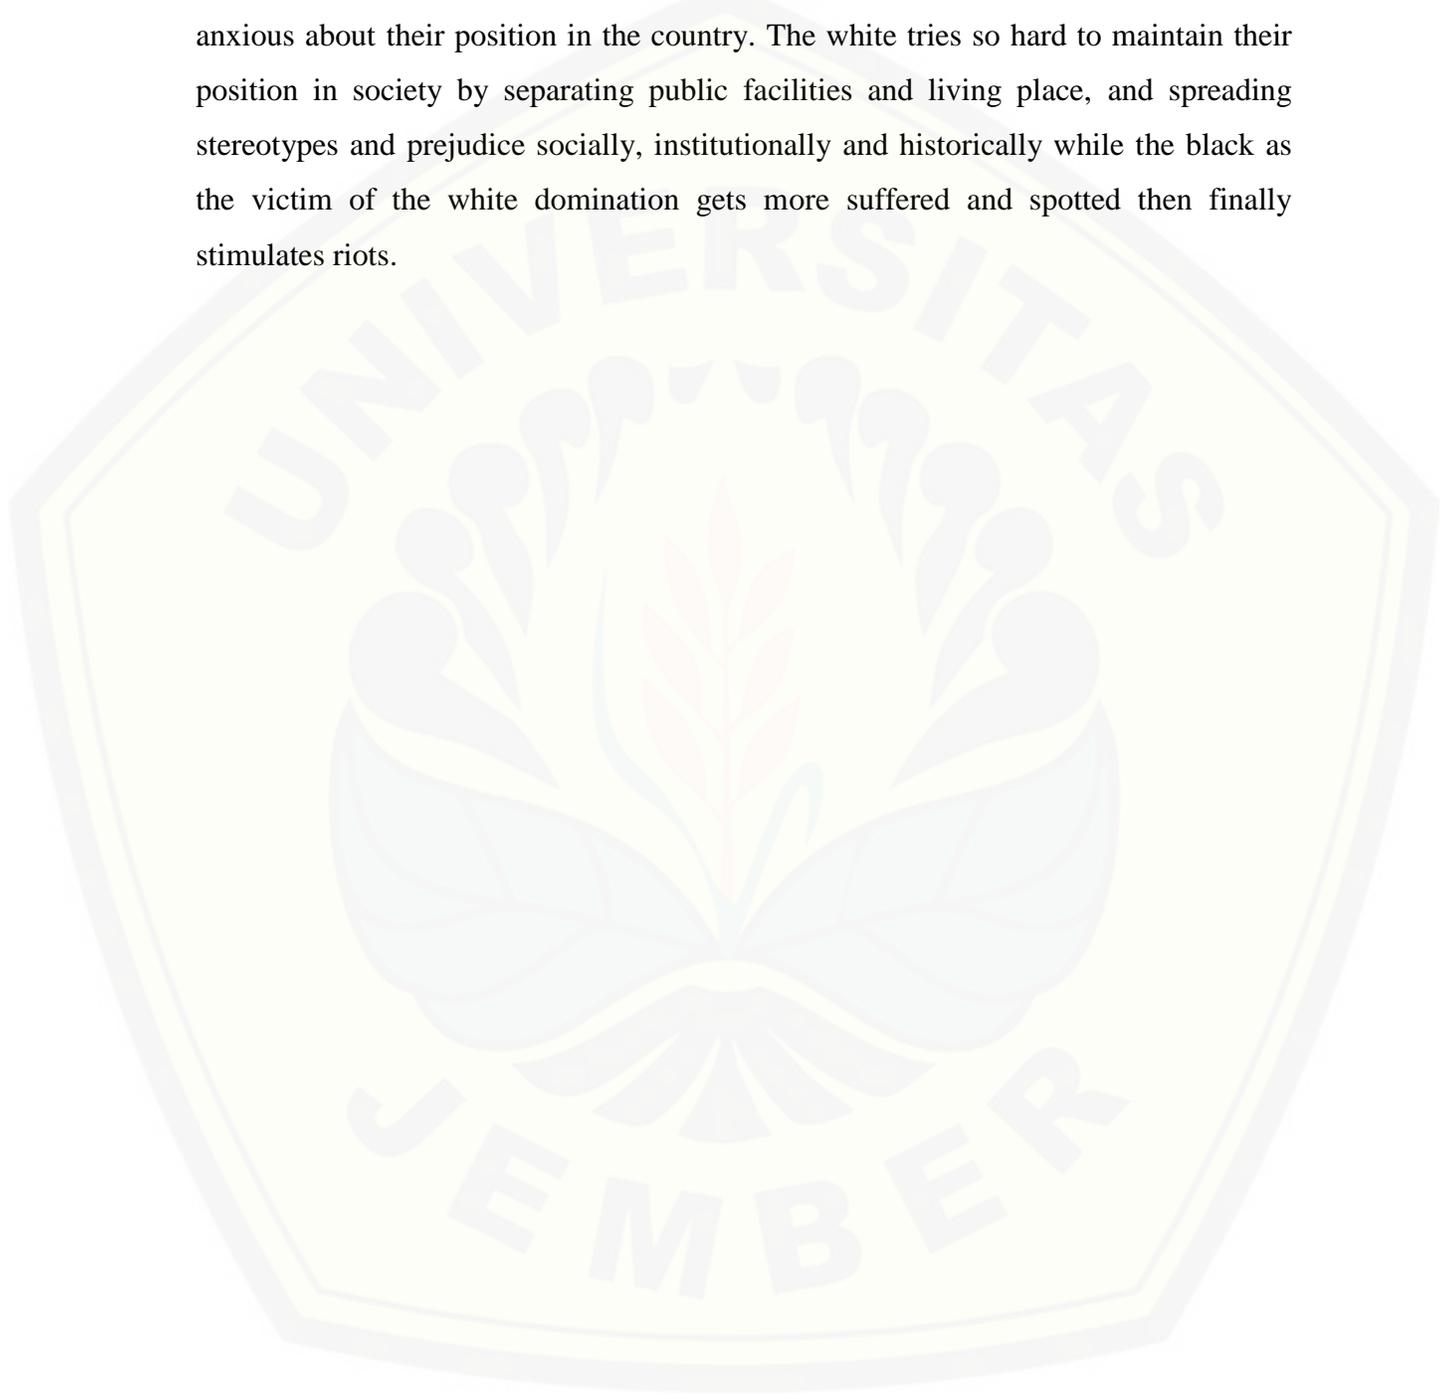 anxious about their position in the country. The white tries so hard to maintain their
position in society by separating public facilities and living place, and spreading
stereotypes and prejudice socially, institutionally and historically while the black as
the victim of the white domination gets more suffered and spotted then finally
stimulates riots.
UNIVERSITAS
JEMBER